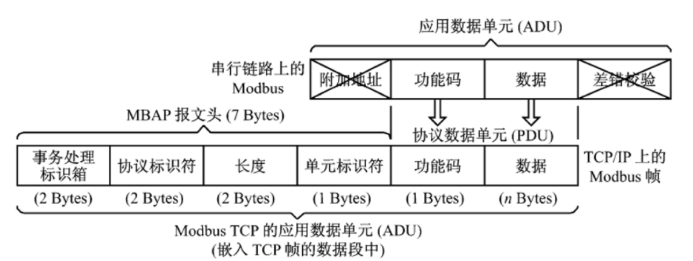 应用数据单元 (ADU)
串行链路上的
Modbus
附加地址 功能码 数据 差错校验
MBAP 报文头 (7 Bytes)
协议数据单元 (PDU)
事务处理
标识箱 协议标识符 长度 单元标识符 功能码 数据
TCP/IP 上的
Modbus 帧
(2 Bytes) (2 Bytes) (2 Bytes) (1 Bytes) (1 Bytes) (n Bytes)
Modbus TCP 的应用数据单元 (ADU)
(嵌入 TCP 帧的数据段中)